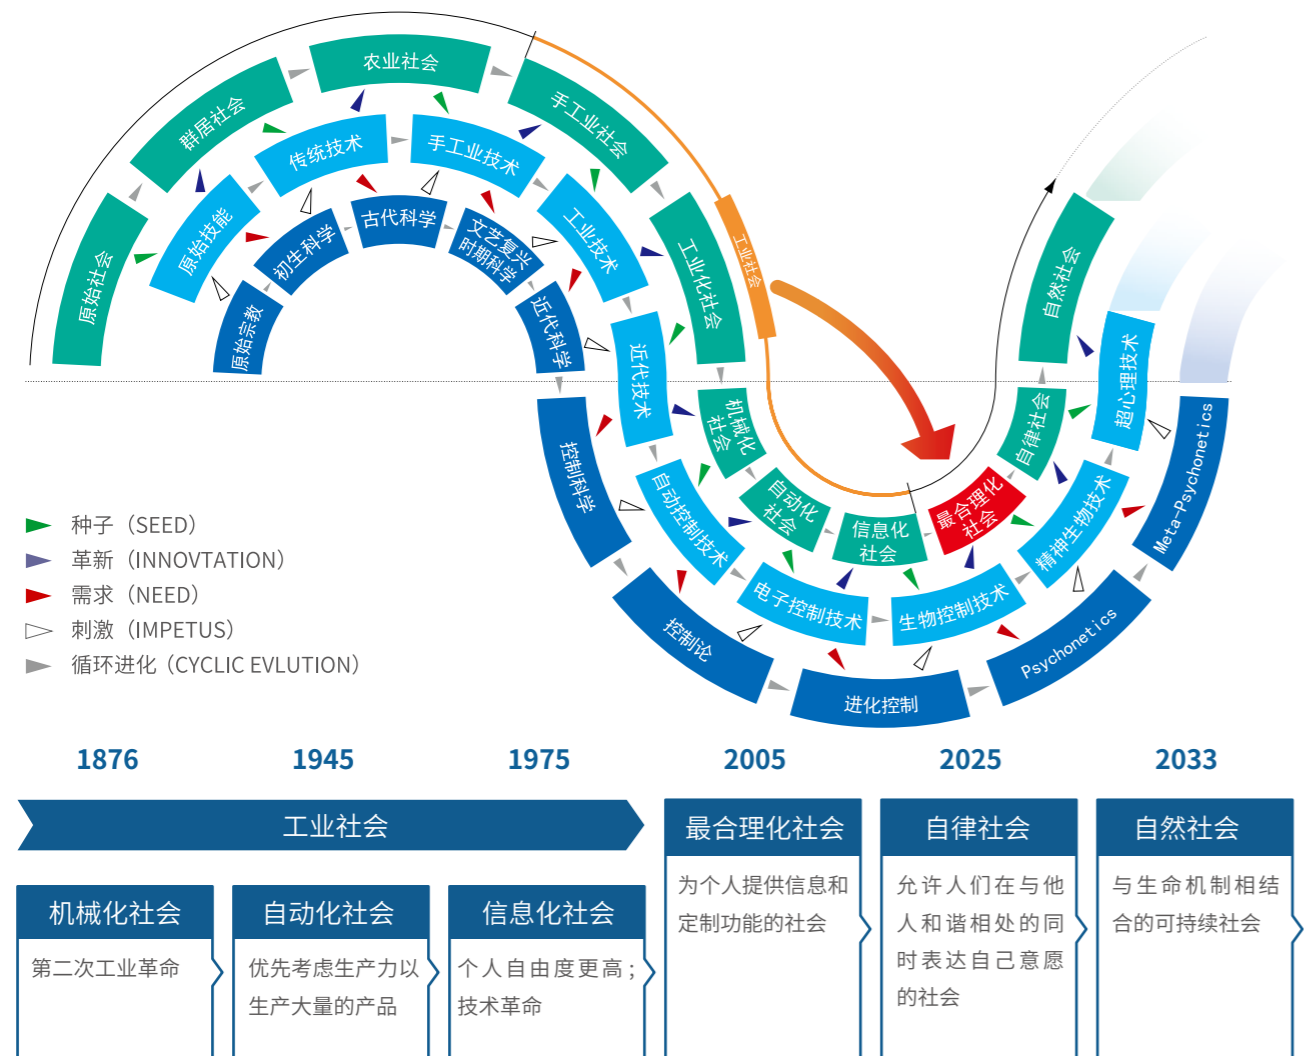 农业社会
群居社会
手工业社会
原始社会
传统技术
手工业技术
原始技能
工业技术
初生科学
古代科学
文艺复兴
时期科学
原始宗教
近代科学
工业化社会
工业社会
近代技术
机械化
社会
控制科学
自动控制技术
自动化
社会
信息化
社会
最合理化
社会
自律社会
自然社会
超心理技术
电子控制技术
生物控制技术
精神生物技术
控制论
进化控制
Psychonetics
Meta-Psychonetics
种子（SEED）
革新（INNOVTATION）
需求（NEED）
刺激（IMPETUS）
循环进化（CYCLIC EVLUTION）
1876
1945
1975
2005
2025
2033
工业社会
最合理化社会
自律社会
自然社会
为个人提供信息和
定制功能的社会
允许人们在与他
人和谐相处的同
时表达自己意愿
的社会
与生命机制相结
合的可持续社会
机械化社会
自动化社会
信息化社会
第二次工业革命
优先考虑生产力以
生产大量的产品
个人自由度更高；
技术革命